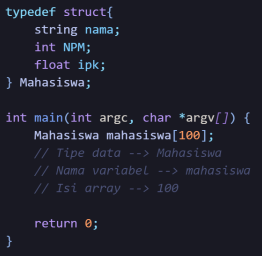 typedef struct{
    string nama;
    int NPM;
    float ipk;
} Mahasiswa;

int main(int argc, char *argv[]) {
    Mahasiswa mahasiswa[100];
    // Tipe data --> Mahasiswa
    // Nama variabel --> mahasiswa
    // Isi array --> 100

    return 0;
}